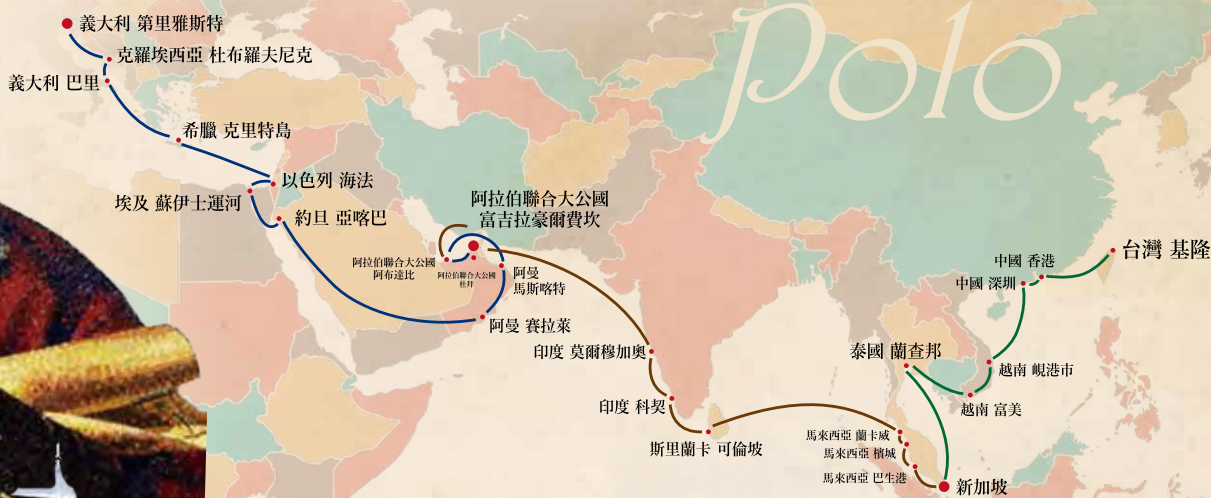 Polo
義大利 第里雅斯特
克羅埃西亞 杜布羅夫尼克
義大利 巴里
希臘 克里特島
以色列 海法
埃及 蘇伊士運河
約旦 亞喀巴
阿拉伯聯合大公國
富吉拉豪爾費坎
阿拉伯聯合大公國
阿布達比
阿拉伯聯合大公國
杜拜
阿曼
馬斯喀特
阿曼 賽拉萊
印度 莫爾穆加奧
印度 科契
斯里蘭卡 可倫坡
馬來西亞 蘭卡威
馬來西亞 檳城
馬來西亞 巴生港
新加坡
泰國 蘭查邦
越南 富美
越南 峴港市
中國 深圳
中國 香港
台灣 基隆